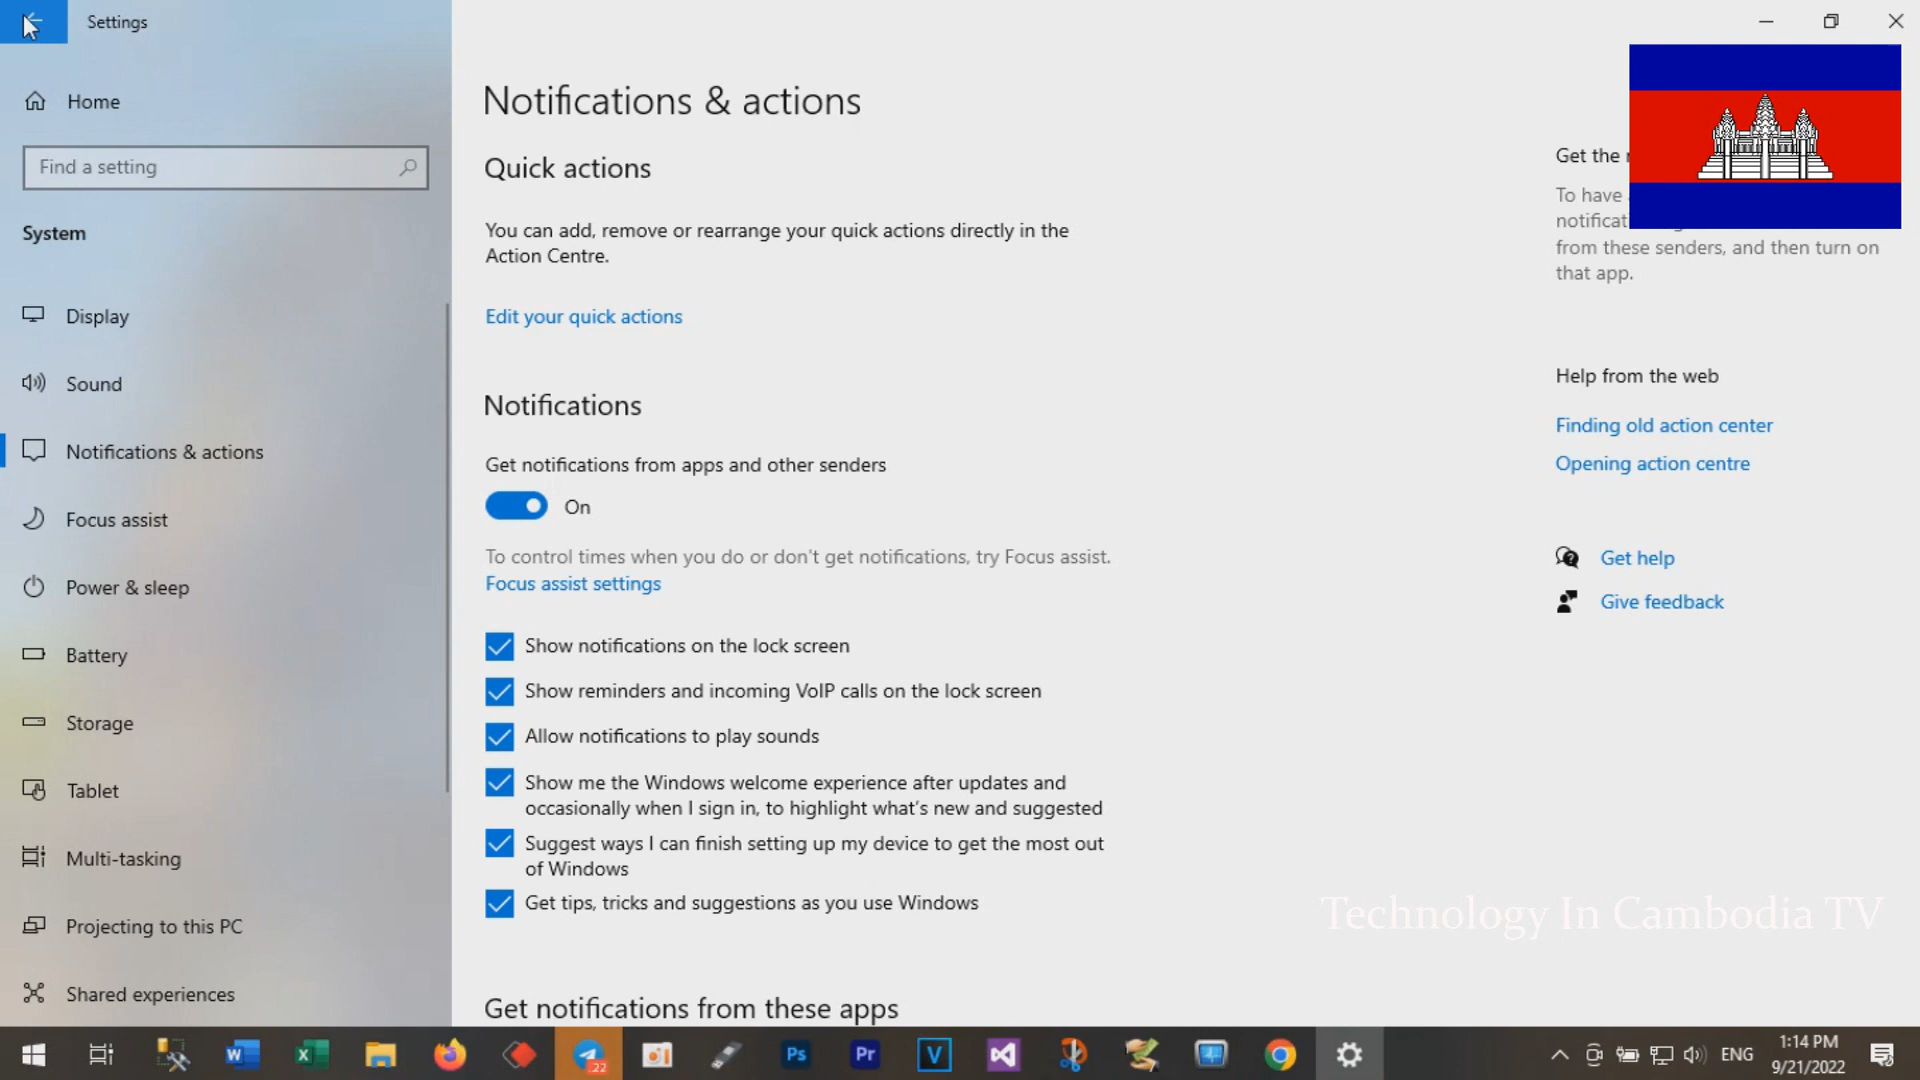 Settings
Home
Find a setting
System
Display
Sound
Notifications & actions
Focus assist
Power & sleep
Battery
Storage
Tablet
Multi-tasking
Projecting to this PC
Shared experiences
Notifications & actions
Quick actions
You can add, remove or rearrange your quick actions directly in the
Action Centre.
Edit your quick actions
Notifications
Get notifications from apps and other senders
On
To control times when you do or don't get notifications, try Focus assist.
Focus assist settings
Show notifications on the lock screen
Show reminders and incoming VoIP calls on the lock screen
Allow notifications to play sounds
Show me the Windows welcome experience after updates and
occasionally when I sign in, to highlight what's new and suggested
Suggest ways I can finish setting up my device to get the most out
of Windows
Get tips, tricks and suggestions as you use Windows
Get notifications from these apps
Get the
To have
from these senders, and then turn on
that app.
Help from the web
Finding old action center
Opening action centre
Get help
Give feedback
Technology In Cambodia TV
W
X
22
Ps
Pr
V
ENG
1:14 PM
9/21/2022